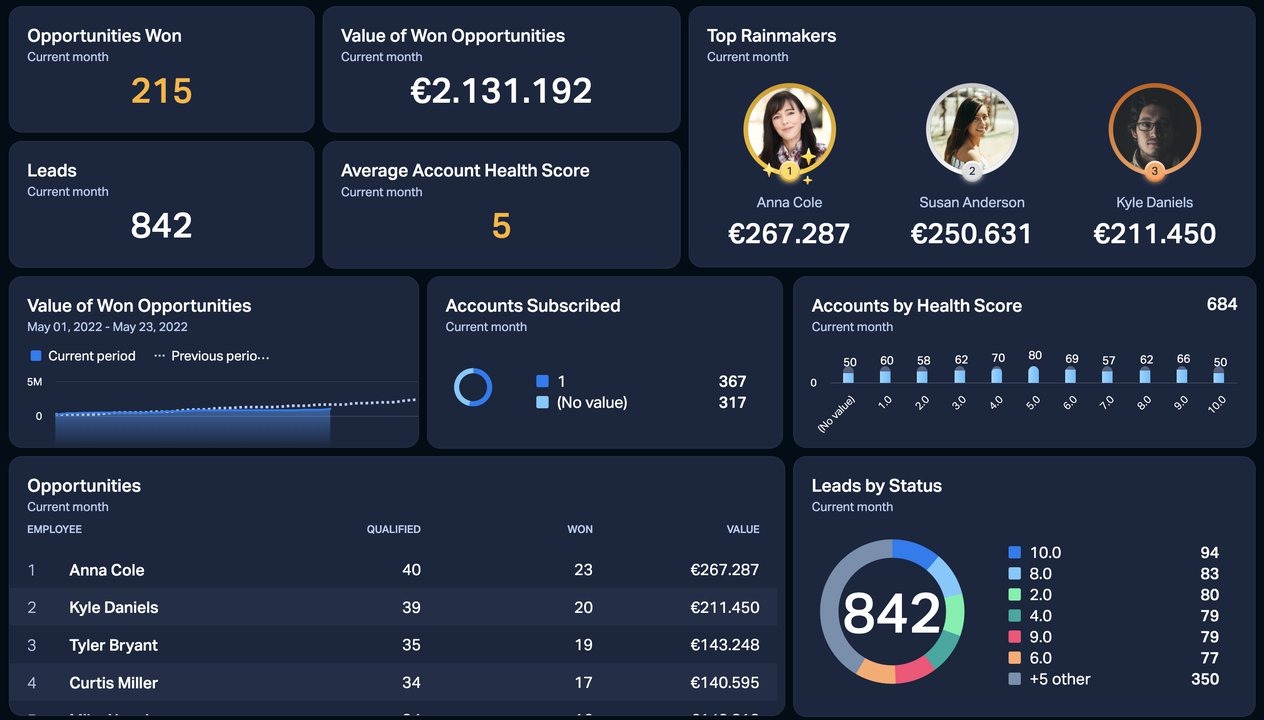 Opportunities Won
Current month
215
Value of Won Opportunities
Current month
€2.131.192
Top Rainmakers
Current month
1
2
3
Anna Cole
Susan Anderson
Kyle Daniels
€267.287
€250.631
€211.450
Leads
Current month
842
Average Account Health Score
Current month
5
Value of Won Opportunities
May 01, 2022 - May 23, 2022
Current period
Previous perio...
5M
0
Accounts Subscribed
Current month
1 367
(No value) 317
Accounts by Health Score
684
Current month
50 60 58 62 70 80 69 57 62 66 50
0
(No value) 1.0 2.0 3.0 4.0 5.0 6.0 7.0 8.0 9.0 10.0
Opportunities
Current month
EMPLOYEE QUALIFIED WON VALUE
1 Anna Cole 40 23 €267.287
2 Kyle Daniels 39 20 €211.450
3 Tyler Bryant 35 19 €143.248
4 Curtis Miller 34 17 €140.595
Leads by Status
Current month
842
10.0 94
8.0 83
2.0 80
4.0 79
9.0 79
6.0 77
+5 other 350